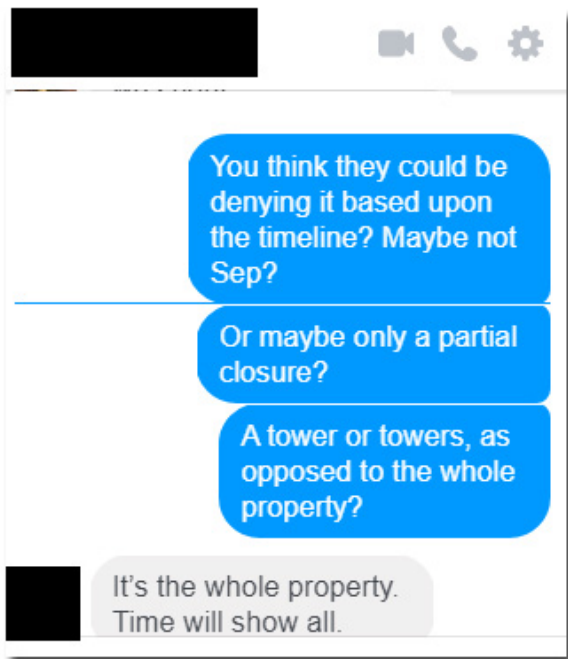 You think they could be
denying it based upon
the timeline? Maybe not
Sep?
Or maybe only a partial
closure?
A tower or towers, as
opposed to the whole
property?
It's the whole property.
Time will show all.